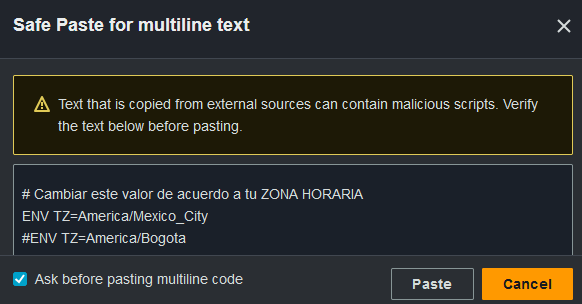 Safe Paste for multiline text
Text that is copied from external sources can contain malicious scripts. Verify
the text below before pasting.
# Cambiar este valor de acuerdo a tu ZONA HORARIA
ENV TZ=America/Mexico_City
#ENV TZ=America/Bogota
Ask before pasting multiline code
Paste
Cancel